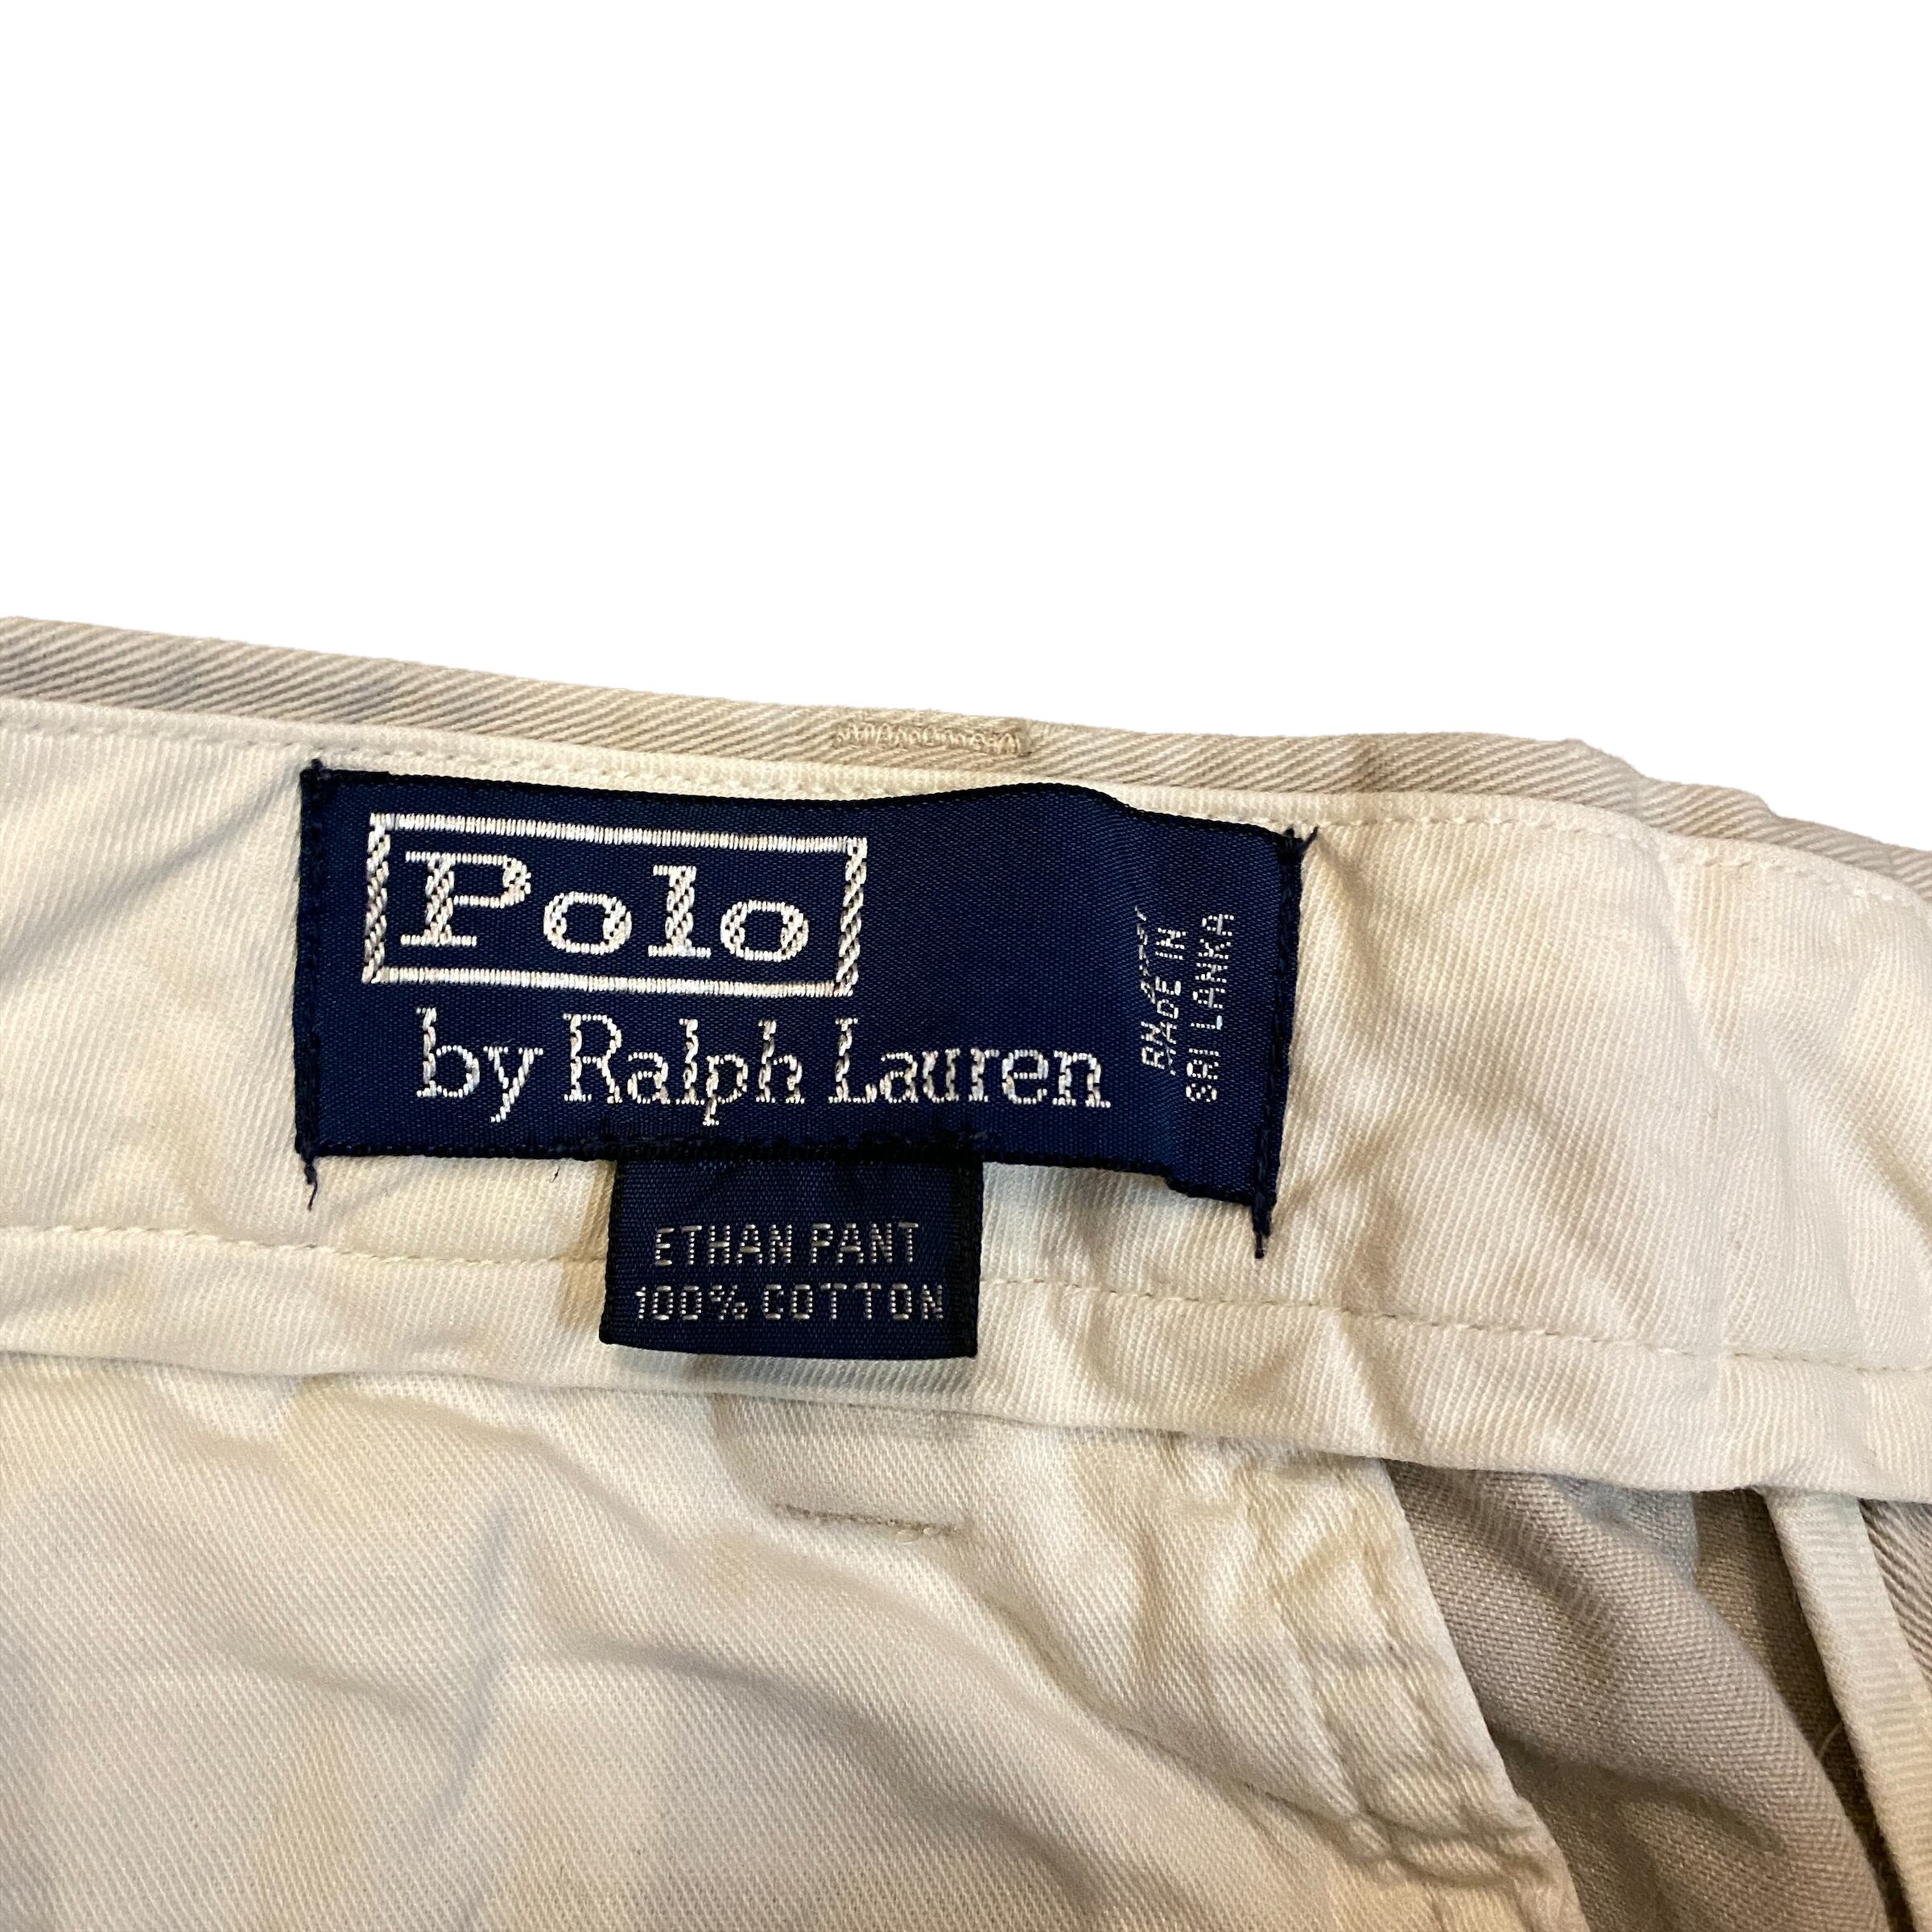 Polo
by Ralph Lauren
MADE IN
SRI LANKA
ETHAN PANT
100% COTTON